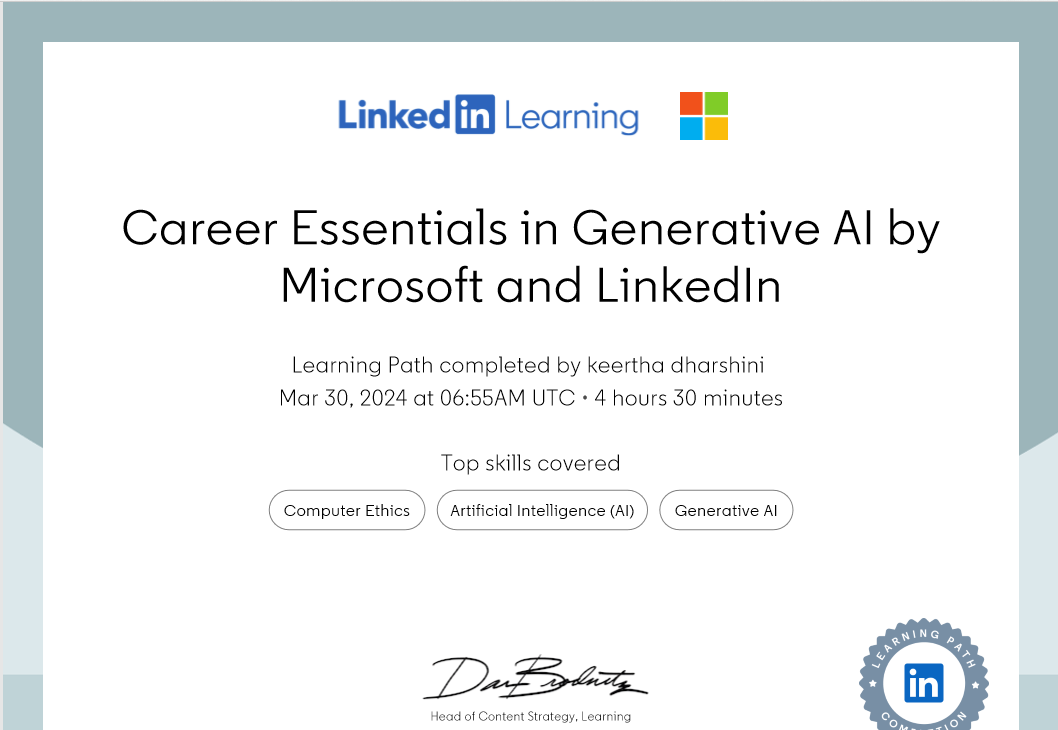 Linked in Learning
Career Essentials in Generative AI by
Microsoft and LinkedIn
Learning Path completed by keertha dharshini
Mar 30, 2024 at 06:55AM UTC • 4 hours 30 minutes
Top skills covered
Computer Ethics
Artificial Intelligence (AI)
Generative AI
Dan Brodnitz
Head of Content Strategy, Learning
LEARNING PATH
in
COMPLETION